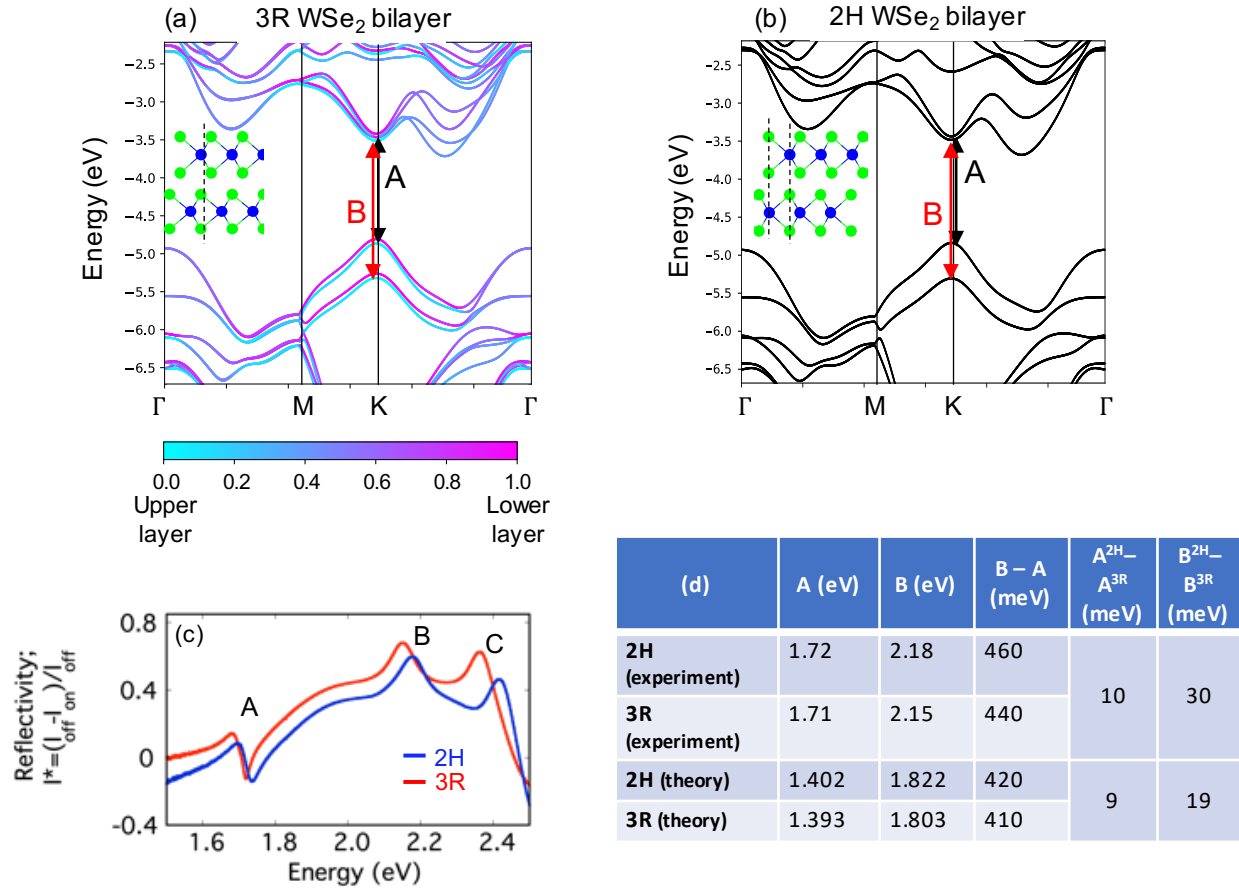 (a)
3R WSe₂ bilayer
Energy (eV)
−2.5
−3.0
−3.5
−4.0
−4.5
−5.0
−5.5
−6.0
−6.5
A
B
Γ
M
K
Γ
0.0
0.2
0.4
0.6
0.8
1.0
Upper
layer
Lower
layer
(b)
2H WSe₂ bilayer
Energy (eV)
−2.5
−3.0
−3.5
−4.0
−4.5
−5.0
−5.5
−6.0
−6.5
A
B
Γ
M
K
Γ
(c)
Reflectivity;
I*=(I_off-I_on)/I_off
0.8
0.4
0
-0.4
A
B
C
2H
3R
1.6
1.8
2.0
2.2
2.4
Energy (eV)
(d)
A (eV)
B (eV)
B – A
(meV)
A²ᴴ–
A³ᴿ
(meV)
B²ᴴ–
B³ᴿ
(meV)
2H
(experiment)
1.72
2.18
460
10
30
3R
(experiment)
1.71
2.15
440
2H (theory)
1.402
1.822
420
9
19
3R (theory)
1.393
1.803
410